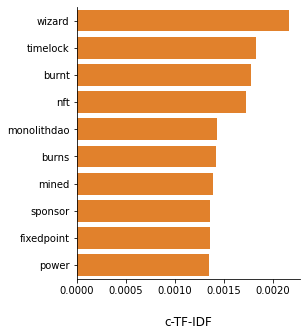 wizard
timelock
burnt
nft
monolithdao
burns
mined
sponsor
fixedpoint
power
0.0000 0.0005 0.0010 0.0015 0.0020
c-TF-IDF